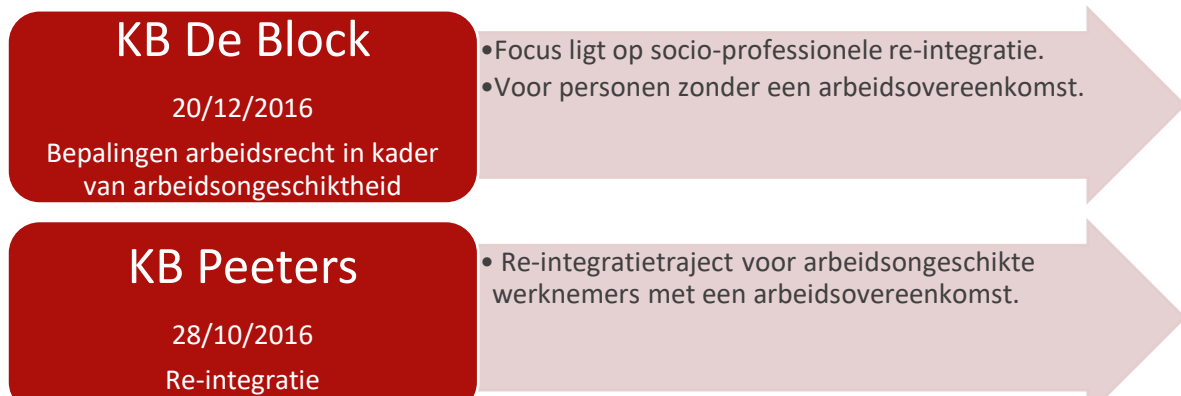 KB De Block
20/12/2016
Bepalingen arbeidsrecht in kader
van arbeidsongeschiktheid
•Focus ligt op socio-professionele re-integratie.
•Voor personen zonder een arbeidsovereenkomst.
KB Peeters
28/10/2016
Re-integratie
• Re-integratietraject voor arbeidsongeschikte
werknemers met een arbeidsovereenkomst.